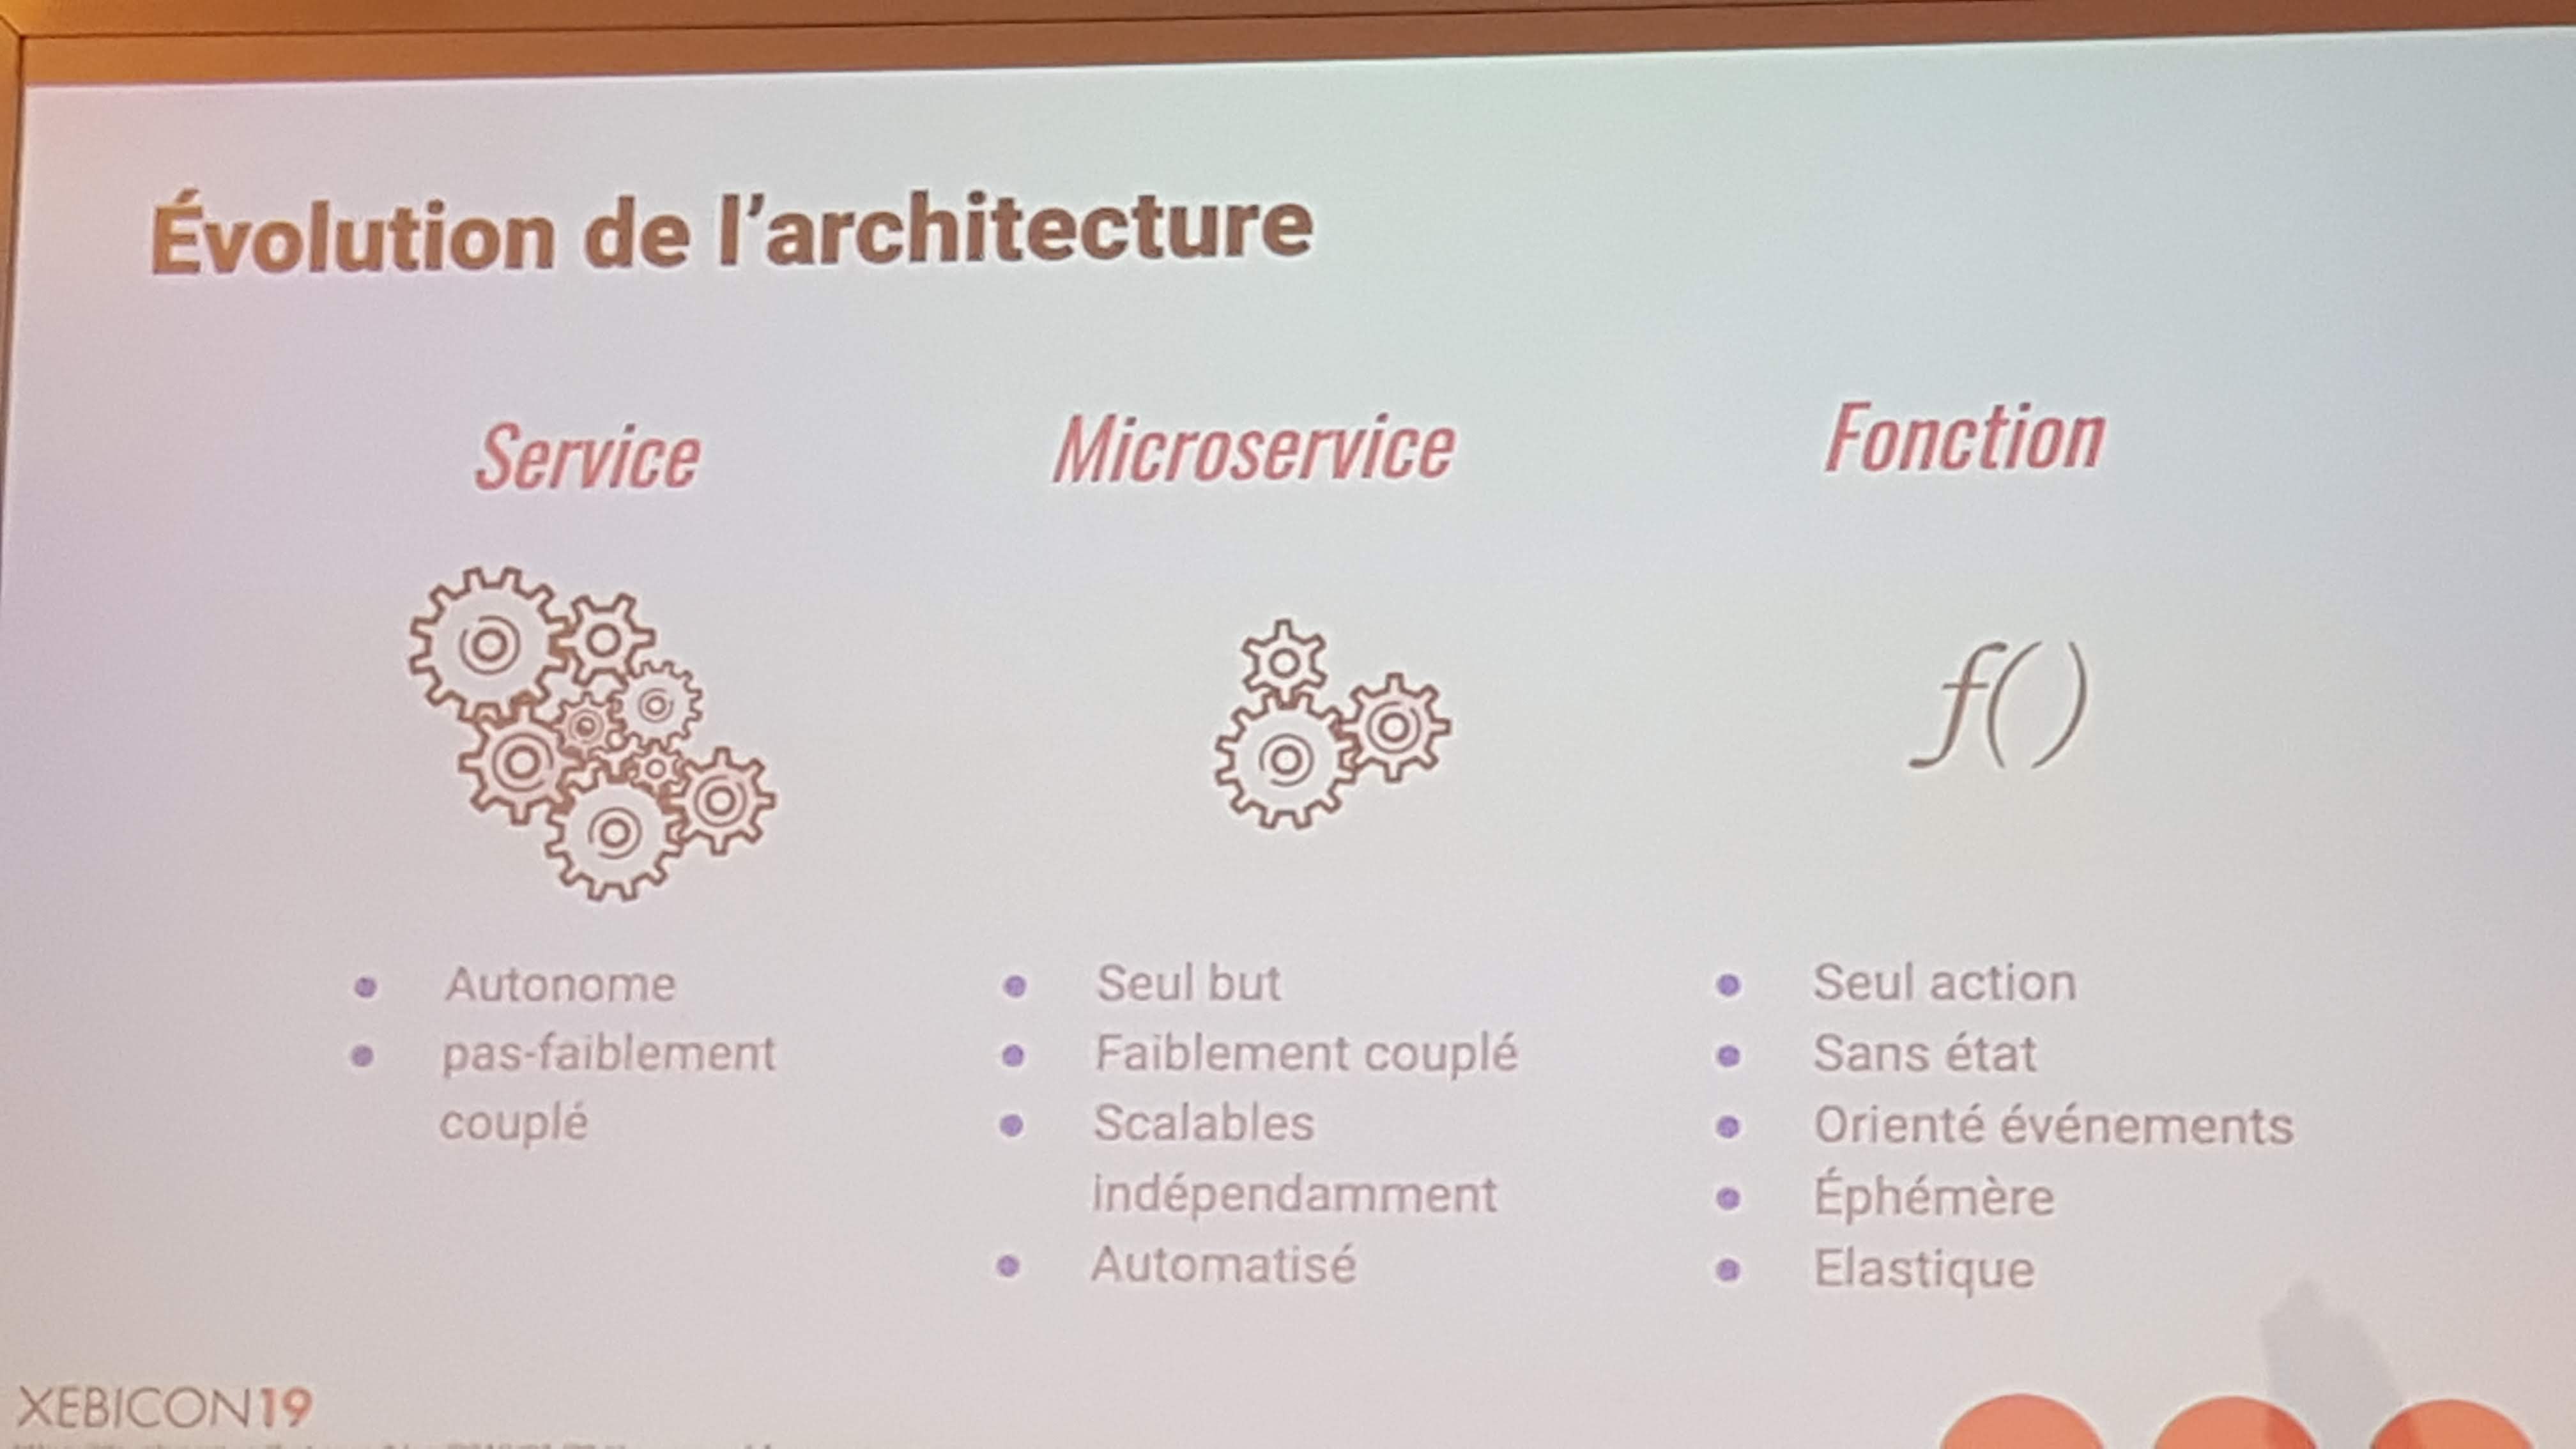 Évolution de l'architecture
Service
Microservice
Fonction
f()
Autonome
pas-faiblement
couplé
Seul but
Faiblement couplé
Scalables
indépendamment
Automatisé
Seul action
Sans état
Orienté événements
Éphémère
Elastique
XEBICON19